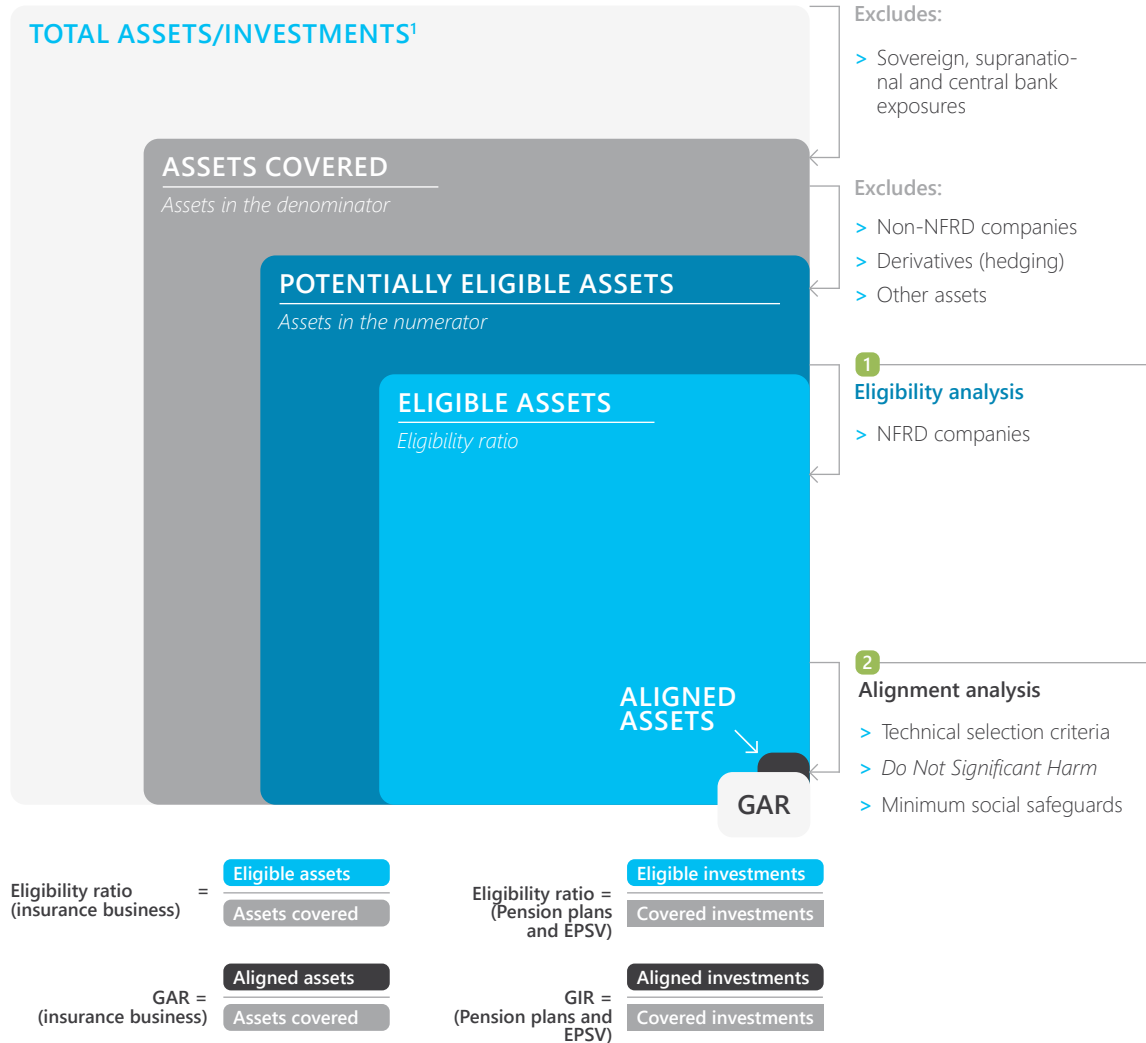 TOTAL ASSETS/INVESTMENTS¹
Excludes:
> Sovereign, supranatio-
nal and central bank
exposures
ASSETS COVERED
Assets in the denominator
Excludes:
> Non-NFRD companies
> Derivatives (hedging)
> Other assets
POTENTIALLY ELIGIBLE ASSETS
Assets in the numerator
1
Eligibility analysis
> NFRD companies
ELIGIBLE ASSETS
Eligibility ratio
2
Alignment analysis
> Technical selection criteria
> Do Not Significant Harm
> Minimum social safeguards
ALIGNED
ASSETS
GAR
Eligibility ratio =
(insurance business)
Eligible assets
Assets covered
Eligibility ratio =
(Pension plans
and EPSV)
Eligible investments
Covered investments
GAR =
(insurance business)
Aligned assets
Assets covered
GIR =
(Pension plans and
EPSV)
Aligned investments
Covered investments